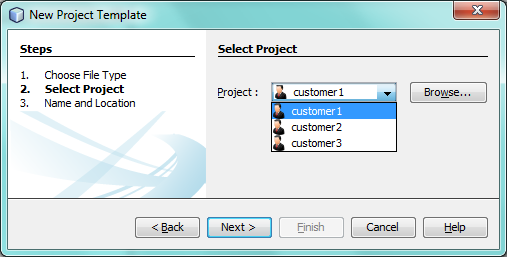 New Project Template
Steps
1. Choose File Type
2. Select Project
3. Name and Location
Select Project
Project : customer1 Browse...
customer1
customer2
customer3
< Back Next > Finish Cancel Help